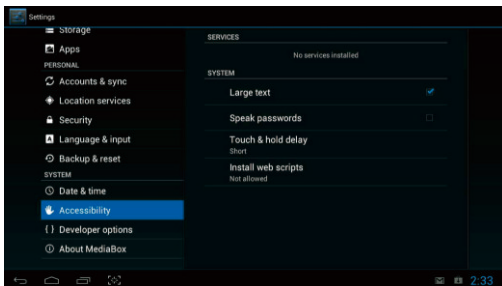 Settings
Storage
Apps
PERSONAL
Accounts & sync
Location services
Security
Language & input
Backup & reset
SYSTEM
Date & time
Accessibility
Developer options
About MediaBox
SERVICES
No services installed
SYSTEM
Large text
Speak passwords
Touch & hold delay
Short
Install web scripts
Not allowed
2:33